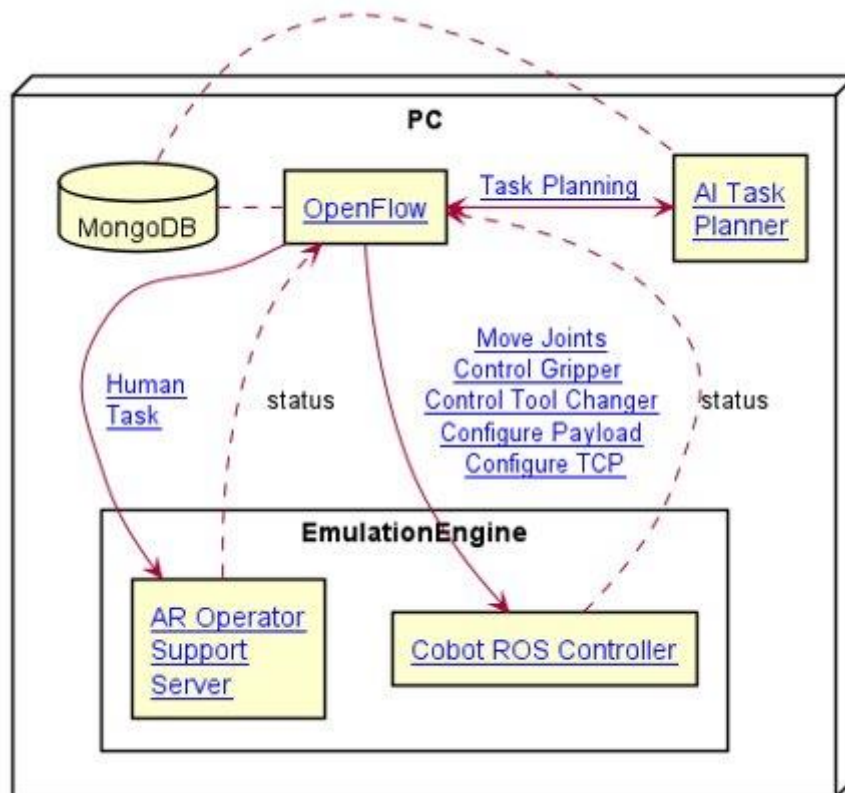 PC
MongoDB
OpenFlow
Task Planning
AI Task
Planner
Human
Task
status
Move Joints
Control Gripper
Control Tool Changer
Configure Payload
Configure TCP
status
EmulationEngine
AR Operator
Support
Server
Cobot ROS Controller